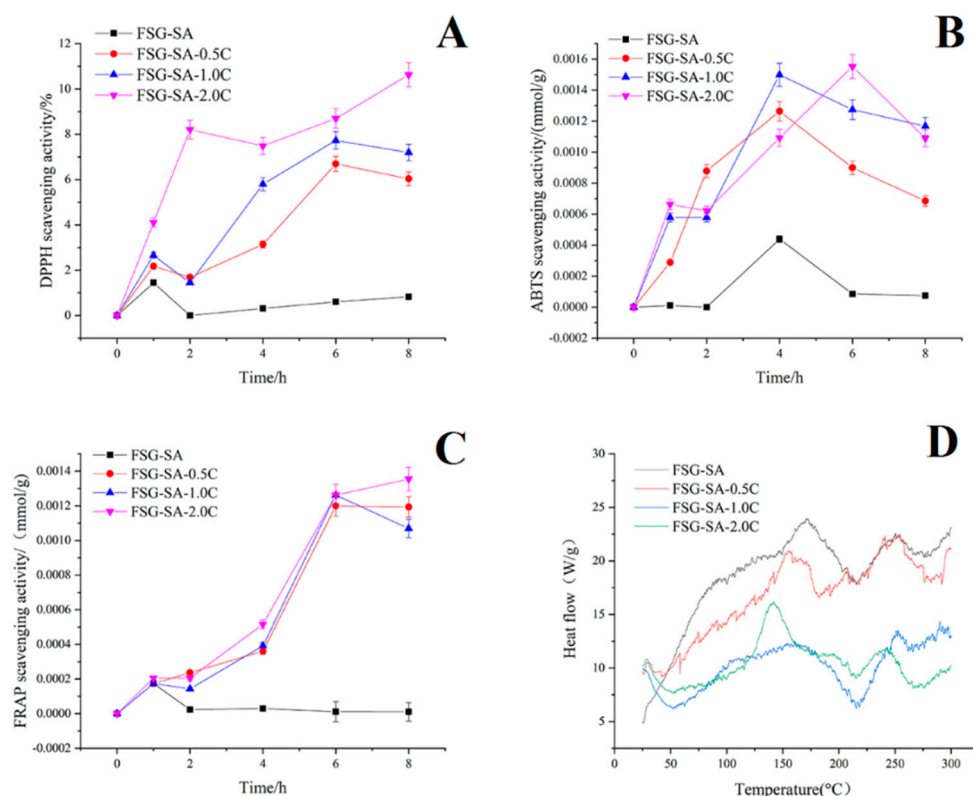 A
FSG-SA
FSG-SA-0.5C
FSG-SA-1.0C
FSG-SA-2.0C
DPPH scavenging activity/%
12
10
8
6
4
2
0
0 2 4 6 8
Time/h
B
FSG-SA
FSG-SA-0.5C
FSG-SA-1.0C
FSG-SA-2.0C
ABTS scavenging activity/(mmol/g)
0.0016
0.0014
0.0012
0.0010
0.0008
0.0006
0.0004
0.0002
0.0000
-0.0002
0 2 4 6 8
Time/h
C
FSG-SA
FSG-SA-0.5C
FSG-SA-1.0C
FSG-SA-2.0C
FRAP scavenging activity/（mmol/g）
0.0014
0.0012
0.0010
0.0008
0.0006
0.0004
0.0002
0.0000
-0.0002
0 2 4 6 8
Time/h
D
FSG-SA
FSG-SA-0.5C
FSG-SA-1.0C
FSG-SA-2.0C
Heat flow（W/g）
30
25
20
15
10
5
50 100 150 200 250 300
Temperature(°C)